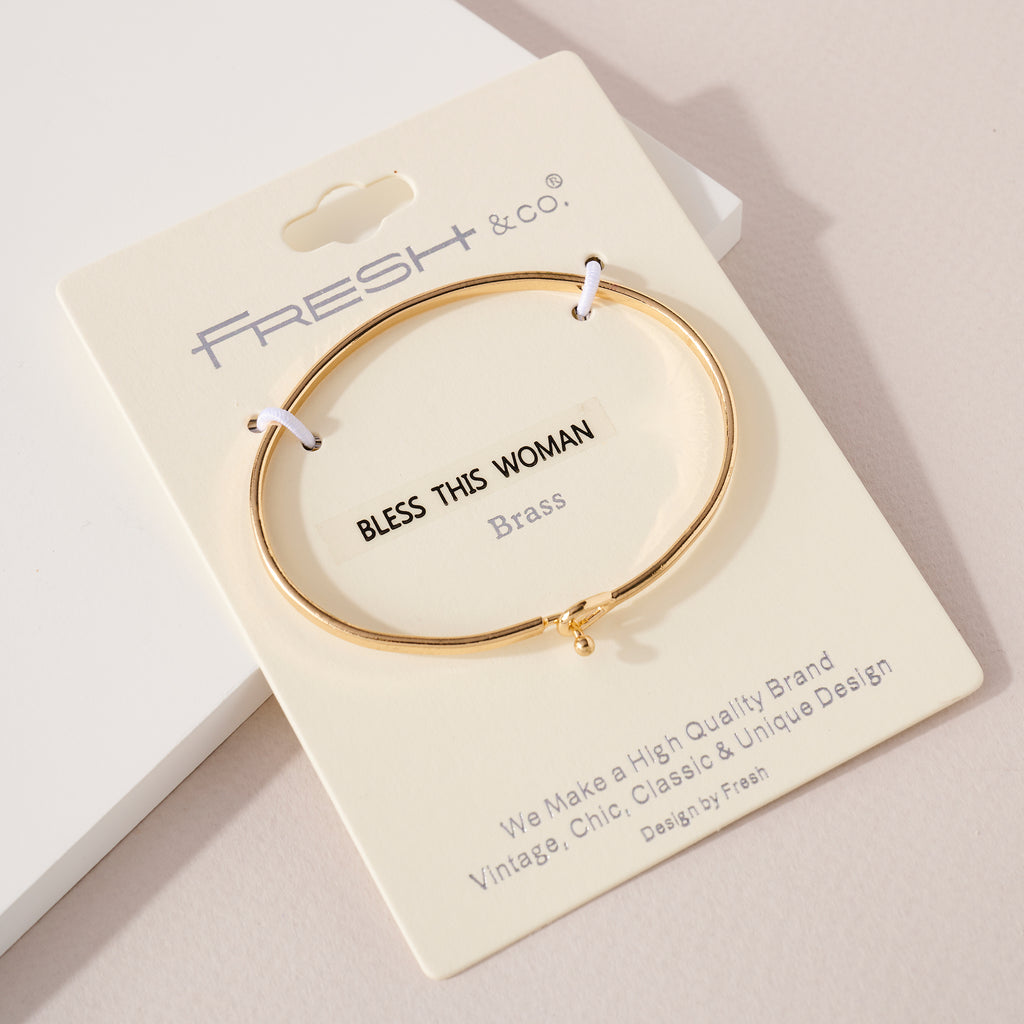 FRESH & CO.®
BLESS THIS WOMAN
Brass
We Make a High Quality Brand
Vintage, Chic, Classic & Unique Design
Design by Fresh